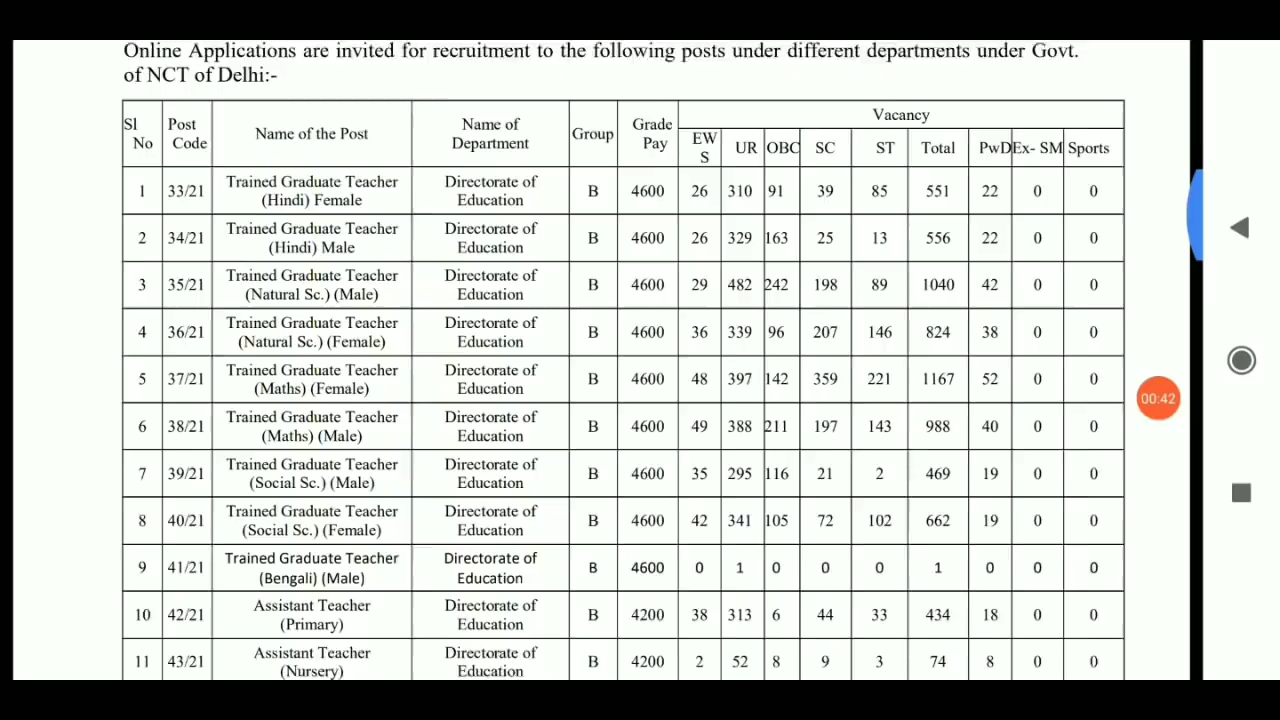 Online Applications are invited for recruitment to the following posts under different departments under Govt.
of NCT of Delhi:-
Sl No Post Code Name of the Post Name of Department Group Grade Pay Vacancy
EWS UR OBC SC ST Total PwD Ex- SM Sports
1 33/21 Trained Graduate Teacher (Hindi) Female Directorate of Education B 4600 26 310 91 39 85 551 22 0 0
2 34/21 Trained Graduate Teacher (Hindi) Male Directorate of Education B 4600 26 329 163 25 13 556 22 0 0
3 35/21 Trained Graduate Teacher (Natural Sc.) (Male) Directorate of Education B 4600 29 482 242 198 89 1040 42 0 0
4 36/21 Trained Graduate Teacher (Natural Sc.) (Female) Directorate of Education B 4600 36 339 96 207 146 824 38 0 0
5 37/21 Trained Graduate Teacher (Maths) (Female) Directorate of Education B 4600 48 397 142 359 221 1167 52 0 0
6 38/21 Trained Graduate Teacher (Maths) (Male) Directorate of Education B 4600 49 388 211 197 143 988 40 0 0
7 39/21 Trained Graduate Teacher (Social Sc.) (Male) Directorate of Education B 4600 35 295 116 21 2 469 19 0 0
8 40/21 Trained Graduate Teacher (Social Sc.) (Female) Directorate of Education B 4600 42 341 105 72 102 662 19 0 0
9 41/21 Trained Graduate Teacher (Bengali) (Male) Directorate of Education B 4600 0 1 0 0 0 1 0 0 0
10 42/21 Assistant Teacher (Primary) Directorate of Education B 4200 38 313 6 44 33 434 18 0 0
11 43/21 Assistant Teacher (Nursery) Directorate of Education B 4200 2 52 8 9 3 74 8 0 0
00:42